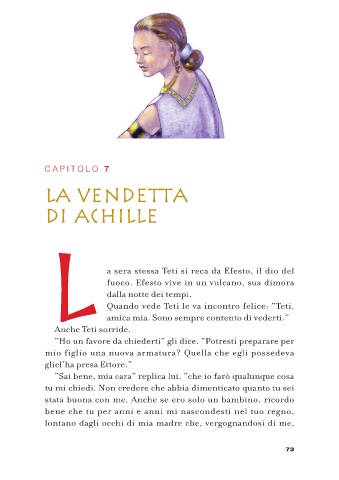 CAPITOLO 7
LA VENDETTA
DI ACHILLE
La sera stessa Teti si reca da Efesto, il dio del
fuoco. Efesto vive in un vulcano, sua dimora
dalla notte dei tempi.
Quando vede Teti le va incontro felice: "Teti,
amica mia. Sono sempre contento di vederti."
Anche Teti sorride.
"Ho un favore da chiederti" gli dice. "Potresti preparare per
mio figlio una nuova armatura? Quella che egli possedeva
gliel'ha presa Ettore."
"Sai bene, mia cara" replica lui, "che io farò qualunque cosa
tu mi chiedi. Non credere che abbia dimenticato quanto tu sei
stata buona con me. Anche se ero solo un bambino, ricordo
bene che tu per anni e anni mi nascondesti nel tuo regno,
lontano dagli occhi di mia madre che, vergognandosi di me,
73